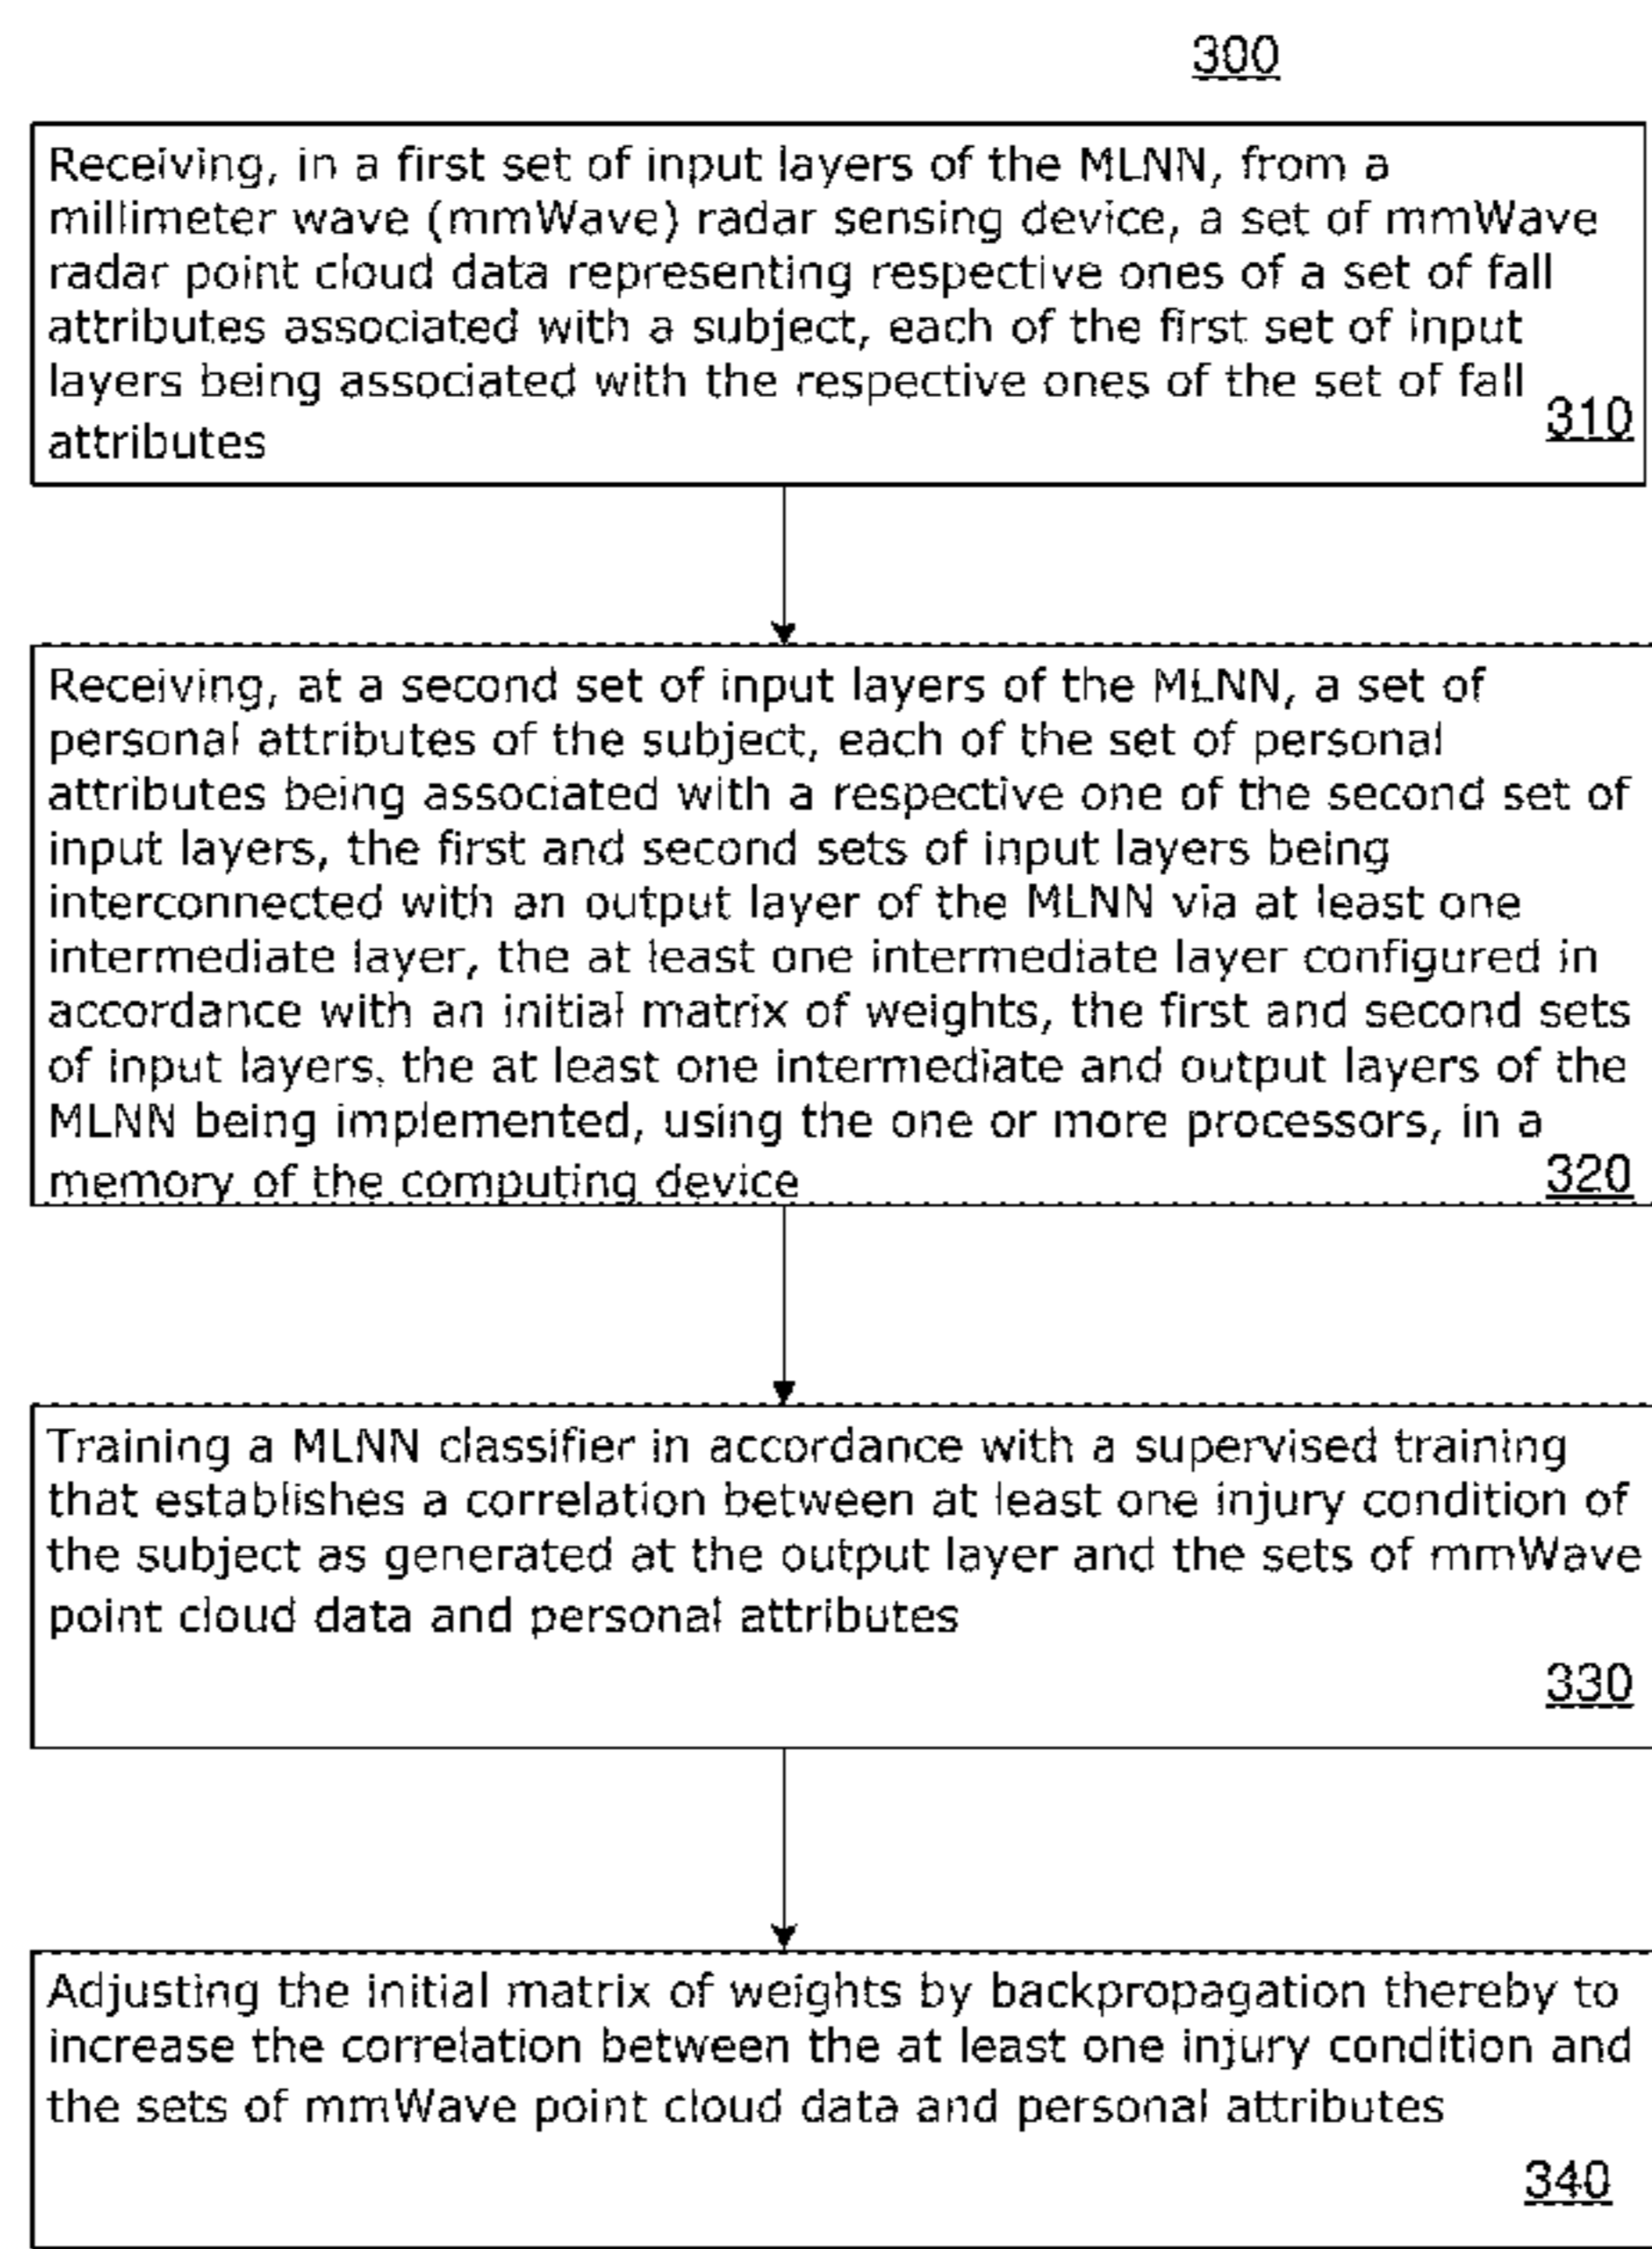 300
Receiving, in a first set of input layers of the MLNN, from a
millimeter wave (mmWave) radar sensing device, a set of mmWave
radar point cloud data representing respective ones of a set of fall
attributes associated with a subject, each of the first set of input
layers being associated with the respective ones of the set of fall
attributes
310
Receiving, at a second set of input layers of the MLNN, a set of
personal attributes of the subject, each of the set of personal
attributes being associated with a respective one of the second set of
input layers, the first and second sets of input layers being
interconnected with an output layer of the MLNN via at least one
intermediate layer, the at least one intermediate layer configured in
accordance with an initial matrix of weights, the first and second sets
of input layers, the at least one intermediate and output layers of the
MLNN being implemented, using the one or more processors, in a
memory of the computing device
320
Training a MLNN classifier in accordance with a supervised training
that establishes a correlation between at least one injury condition of
the subject as generated at the output layer and the sets of mmWave
point cloud data and personal attributes
330
Adjusting the initial matrix of weights by backpropagation thereby to
increase the correlation between the at least one injury condition and
the sets of mmWave point cloud data and personal attributes
340